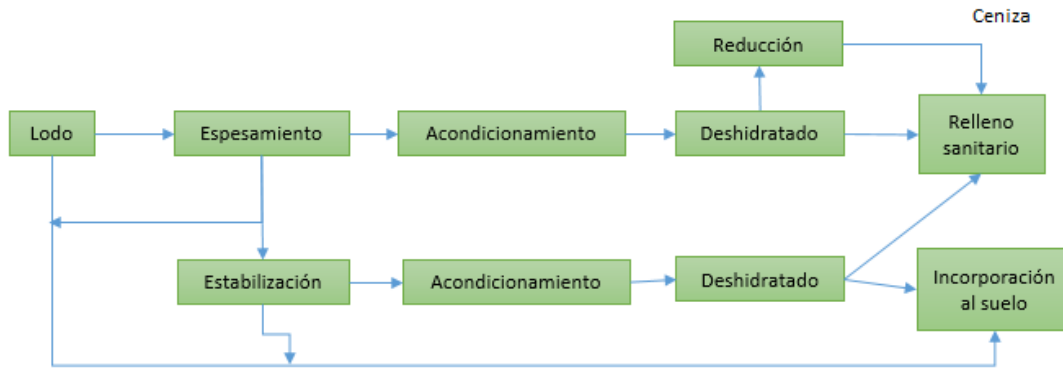 Ceniza
Reducción
Lodo
Espesamiento
Acondicionamiento
Deshidratado
Relleno
sanitario
Estabilización
Acondicionamiento
Deshidratado
Incorporación
al suelo